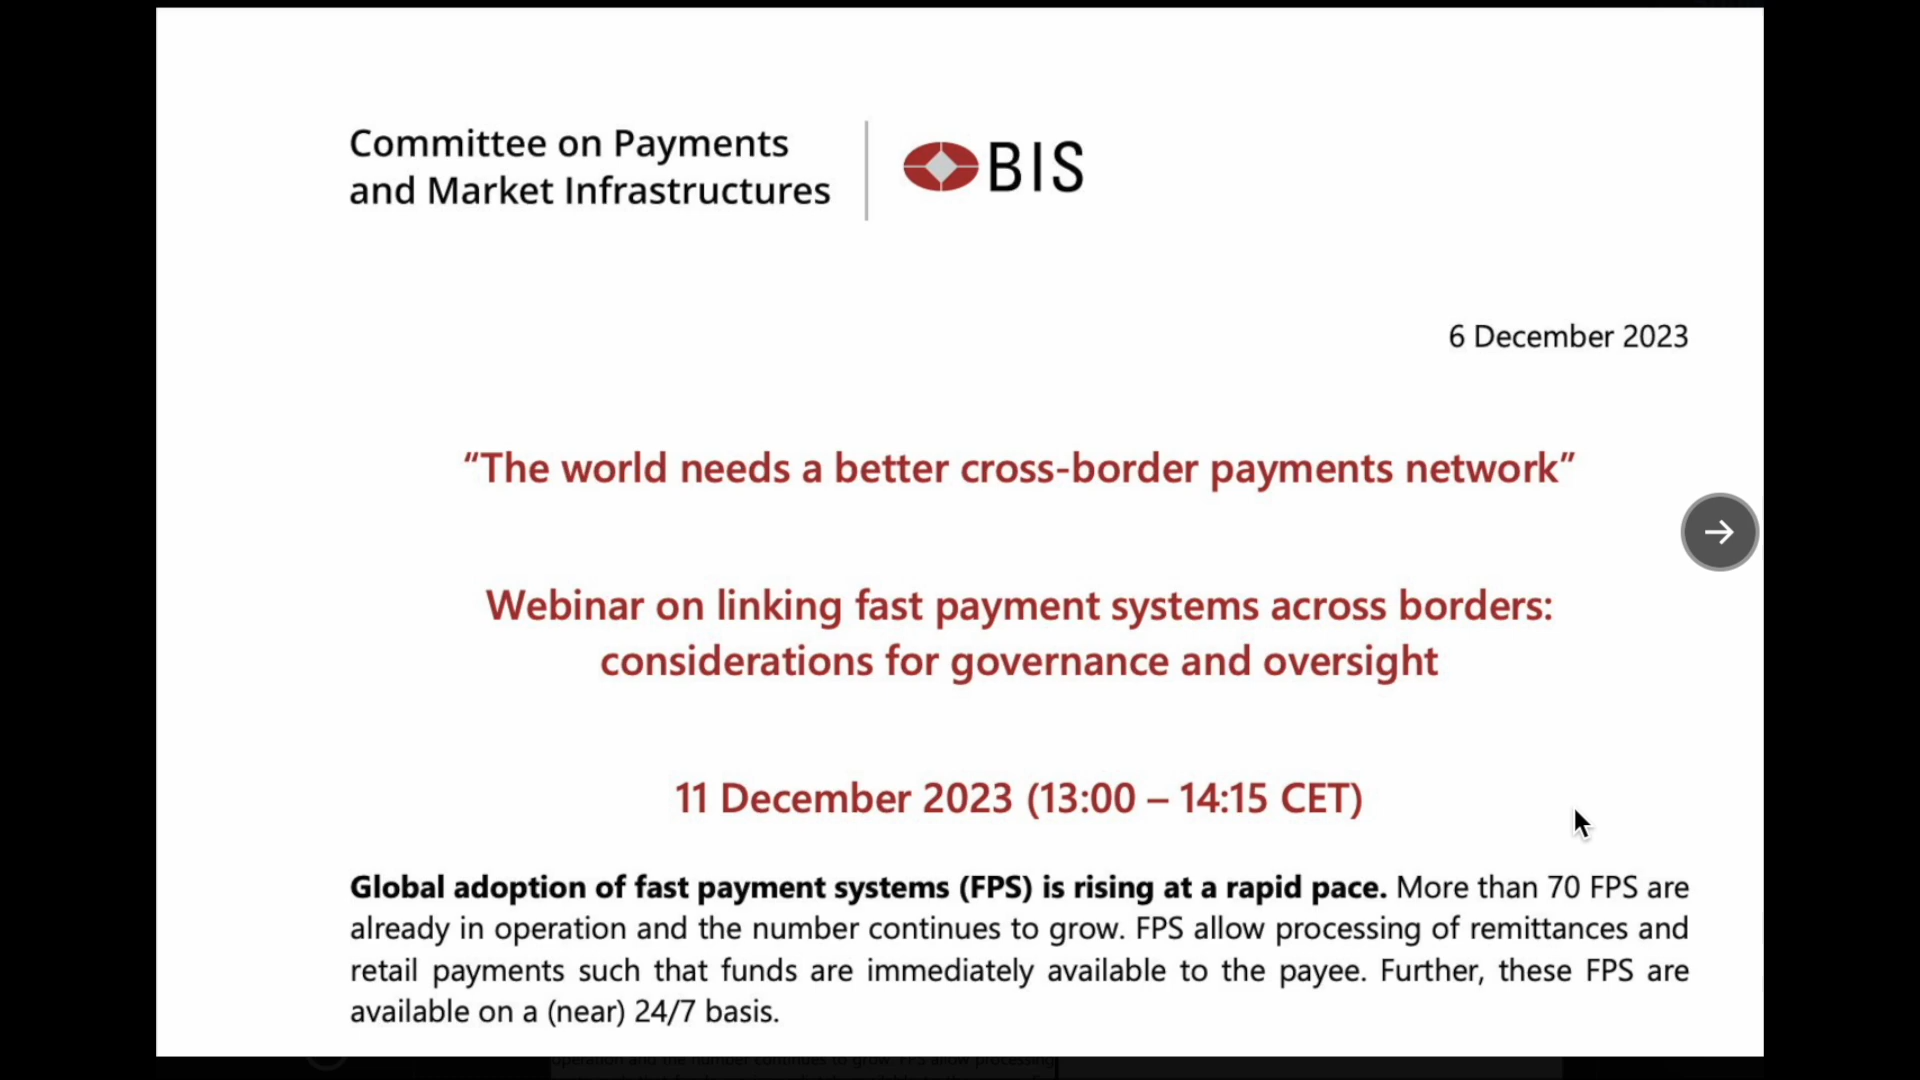 Committee on Payments
and Market Infrastructures
BIS
6 December 2023
“The world needs a better cross-border payments network”
Webinar on linking fast payment systems across borders:
considerations for governance and oversight
11 December 2023 (13:00 – 14:15 CET)
Global adoption of fast payment systems (FPS) is rising at a rapid pace. More than 70 FPS are
already in operation and the number continues to grow. FPS allow processing of remittances and
retail payments such that funds are immediately available to the payee. Further, these FPS are
available on a (near) 24/7 basis.